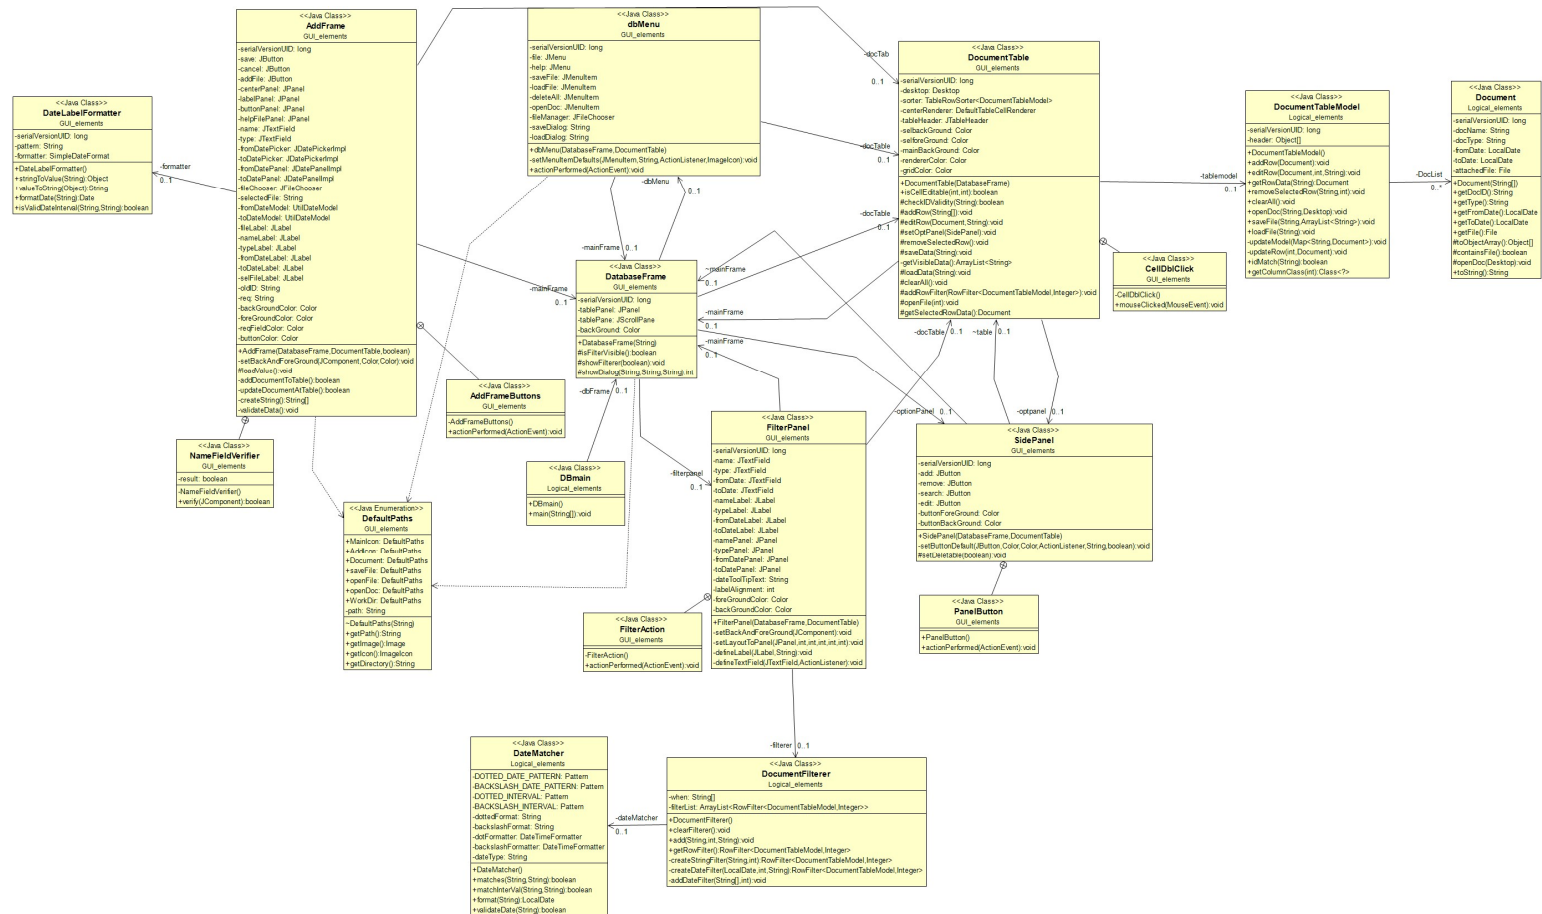 <<Java Class>>
AddFrame
GUI_elements
-serialVersionUID: long
-save: JButton
-cancel: JButton
-addFile: JButton
-centerPanel: JPanel
-labelPanel: JPanel
-buttonPanel: JPanel
-helpFilePanel: JPanel
-name: JTextField
-type: JTextField
-fromDatePicker: JDatePickerImpl
-toDatePicker: JDatePickerImpl
-fromDatePanel: JDatePanelImpl
-toDatePanel: JDatePanelImpl
-fileChooser: JFileChooser
-selectedFile: String
-fromDateModel: UtilDateModel
-toDateModel: UtilDateModel
-fileLabel: JLabel
-nameLabel: JLabel
-typeLabel: JLabel
-fromDateLabel: JLabel
-toDateLabel: JLabel
-selFileLabel: JLabel
-oldID: String
-req: String
-backGroundColor: Color
-foreGroundColor: Color
-reqFieldColor: Color
-buttonColor: Color
+AddFrame(DatabaseFrame,DocumentTable,boolean)
-setBackAndForeGround(JComponent,Color,Color):void
#loadValue():void
-addDocumentToTable():boolean
-updateDocumentAtTable():boolean
-createString():String[]
-validateData():void
<<Java Class>>
dbMenu
GUI_elements
-serialVersionUID: long
-file: JMenu
-help: JMenu
-saveFile: JMenuItem
-loadFile: JMenuItem
-deleteAll: JMenuItem
-openDoc: JMenuItem
-fileManager: JFileChooser
-saveDialog: String
-loadDialog: String
+dbMenu(DatabaseFrame,DocumentTable)
-setMenuItemDefaults(JMenuItem,String,ActionListener,ImageIcon):void
+actionPerformed(ActionEvent):void
<<Java Class>>
DocumentTable
GUI_elements
-serialVersionUID: long
-desktop: Desktop
-sorter: TableRowSorter<DocumentTableModel>
-centerRenderer: DefaultTableCellRenderer
-tableHeader: JTableHeader
-selbackGround: Color
-selforeGround: Color
-mainBackGround: Color
-rendererColor: Color
-gridColor: Color
+DocumentTable(DatabaseFrame)
+isCellEditable(int,int):boolean
#checkIDValidity(String):boolean
#addRow(String[]):void
#editRow(Document,String):void
#setOptPanel(SidePanel):void
#removeSelectedRow():void
#saveData(String):void
-getVisibleData():ArrayList<String>
#loadData(String):void
#clearAll():void
#addRowFilter(RowFilter<DocumentTableModel,Integer>):void
#openFile(int):void
#getSelectedRowData():Document
<<Java Class>>
DocumentTableModel
Logical_elements
-serialVersionUID: long
-header: Object[]
+DocumentTableModel()
+addRow(Document):void
+editRow(Document,int,String):void
+getRowData(String):Document
+removeSelectedRow(String,int):void
+clearAll():void
+openDoc(String,Desktop):void
+saveFile(String,ArrayList<String>):void
+loadFile(String):void
-updateModel(Map<String,Document>):void
-updateRow(int,Document):void
+idMatch(String):boolean
+getColumnClass(int):Class<?>
<<Java Class>>
Document
Logical_elements
-serialVersionUID: long
-docName: String
-docType: String
-fromDate: LocalDate
-toDate: LocalDate
-attachedFile: File
+Document(String[])
+getDocID():String
+getType():String
+getFromDate():LocalDate
+getToDate():LocalDate
+getFile():File
#toObjectArray():Object[]
#containsFile():boolean
#openDoc(Desktop):void
+toString():String
<<Java Class>>
DateLabelFormatter
GUI_elements
-serialVersionUID: long
-pattern: String
-formatter: SimpleDateFormat
+DateLabelFormatter()
+stringToValue(String):Object
+valueToString(Object):String
+formatDate(String):Date
+isValidDateInterval(String,String):boolean
-formatter
0..1
-docTab
0..1
-docTable
0..1
-dbMenu
0..1
-mainFrame
0..1
-docTable
0..1
-tablemodel
0..1
-DocList
0..*
<<Java Class>>
CellDblClick
GUI_elements
-CellDblClick()
+mouseClicked(MouseEvent):void
<<Java Class>>
DatabaseFrame
GUI_elements
-serialVersionUID: long
-tablePanel: JPanel
-tablePane: JScrollPane
-backGround: Color
+DatabaseFrame(String)
#isFilterVisible():boolean
#showFilterer(boolean):void
#showDialog(String,String,String):int
-mainFrame
0..1
~mainFrame
0..1
-mainFrame
0..1
-mainFrame
0..1
-docTable
0..1
~table
0..1
-dbFrame
0..1
-optionPanel
0..1
-optpanel
0..1
<<Java Class>>
AddFrameButtons
GUI_elements
-AddFrameButtons()
+actionPerformed(ActionEvent):void
<<Java Class>>
NameFieldVerifier
GUI_elements
-result: boolean
-NameFieldVerifier()
+verify(JComponent):boolean
<<Java Class>>
DBmain
Logical_elements
+DBmain()
+main(String[]):void
-filterpanel
0..1
<<Java Class>>
FilterPanel
GUI_elements
-serialVersionUID: long
-name: JTextField
-type: JTextField
-fromDate: JTextField
-toDate: JTextField
-nameLabel: JLabel
-typeLabel: JLabel
-fromDateLabel: JLabel
-toDateLabel: JLabel
-namePanel: JPanel
-typePanel: JPanel
-fromDatePanel: JPanel
-toDatePanel: JPanel
-dateToolTipText: String
-labelAlignment: int
-foreGroundColor: Color
-backGroundColor: Color
+FilterPanel(DatabaseFrame,DocumentTable)
-setBackAndForeGround(JComponent):void
-setLayoutToPanel(JPanel,int,int,int,int,int):void
-defineLabel(JLabel,String):void
-defineTextField(JTextField,ActionListener):void
<<Java Class>>
SidePanel
GUI_elements
-serialVersionUID: long
-add: JButton
-remove: JButton
-search: JButton
-edit: JButton
-buttonForeGround: Color
-buttonBackGround: Color
+SidePanel(DatabaseFrame,DocumentTable)
-setButtonDefault(JButton,Color,Color,ActionListener,String,boolean):void
#setDeletable(boolean):void
<<Java Enumeration>>
DefaultPaths
GUI_elements
+MainIcon: DefaultPaths
+AddIcon: DefaultPaths
+Document: DefaultPaths
+saveFile: DefaultPaths
+openFile: DefaultPaths
+openDoc: DefaultPaths
+WorkDir: DefaultPaths
-path: String
~DefaultPaths(String)
+getPath():String
+getImage():Image
+getIcon():ImageIcon
+getDirectory():String
<<Java Class>>
FilterAction
GUI_elements
-FilterAction()
+actionPerformed(ActionEvent):void
<<Java Class>>
PanelButton
GUI_elements
+PanelButton()
+actionPerformed(ActionEvent):void
-filterer
0..1
<<Java Class>>
DateMatcher
Logical_elements
-DOTTED_DATE_PATTERN: Pattern
-BACKSLASH_DATE_PATTERN: Pattern
-DOTTED_INTERVAL: Pattern
-BACKSLASH_INTERVAL: Pattern
-dottedFormat: String
-backslashFormat: String
-dotFormatter: DateTimeFormatter
-backslashFormatter: DateTimeFormatter
-dateType: String
+DateMatcher()
+matches(String,String):boolean
+matchInterVal(String,String):boolean
+format(String):LocalDate
+validateDate(String):boolean
-dateMatcher
0..1
<<Java Class>>
DocumentFilterer
Logical_elements
-when: String[]
-filterList: ArrayList<RowFilter<DocumentTableModel,Integer>>
+DocumentFilterer()
+clearFilterer():void
+add(String,int,String):void
+getRowFilter():RowFilter<DocumentTableModel,Integer>
-createStringFilter(String,int):RowFilter<DocumentTableModel,Integer>
-createDateFilter(LocalDate,int,String):RowFilter<DocumentTableModel,Integer>
-addDateFilter(String[],int):void